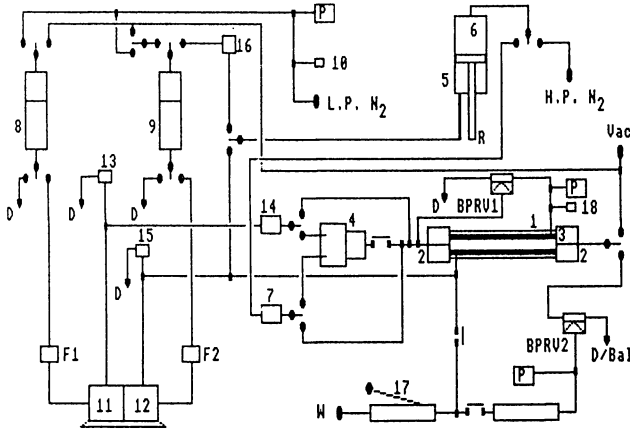 P
6
16
10
5
L.P. N2
H.P. N2
8
9
R
Vac
13
D
D
D
14
4
D
BPRV1
P
1
18
15
3
2
2
D
7
BPRV2
D/Bal
F1
F2
P
17
W
11
12